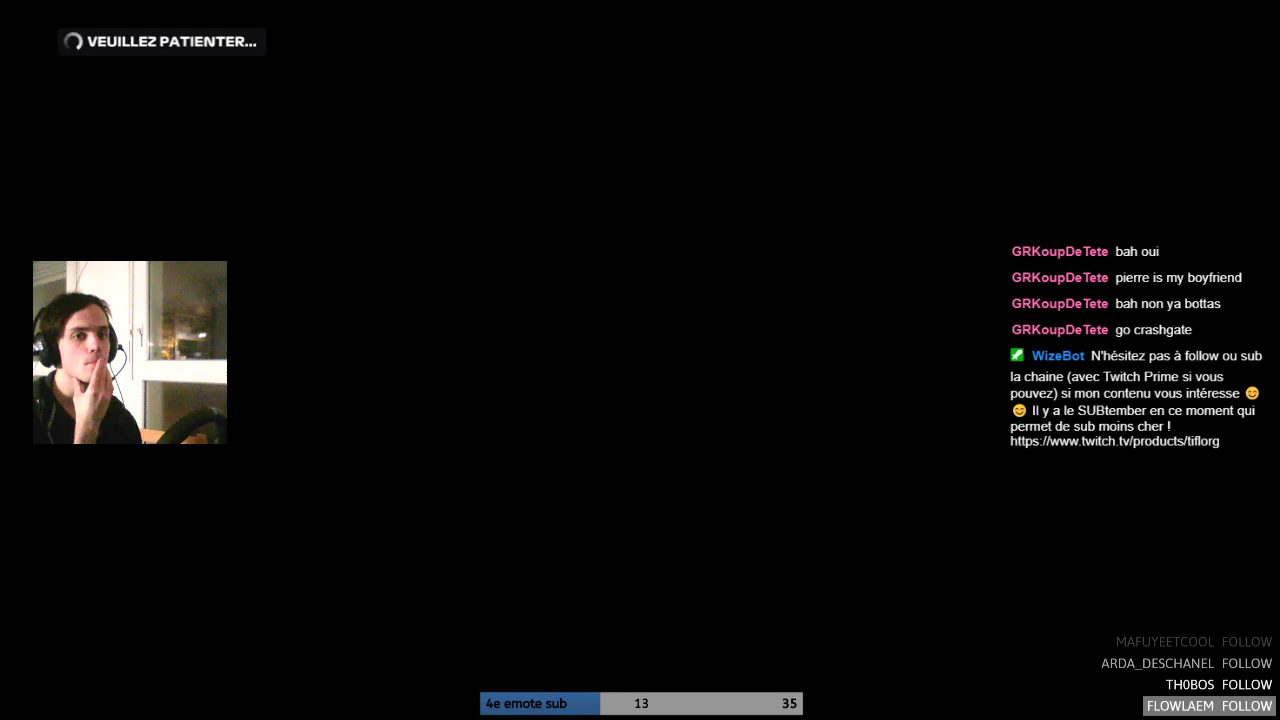 VEUILLEZ PATIENTER...
GRKoupDeTete bah oui
GRKoupDeTete pierre is my boyfriend
GRKoupDeTete bah non ya bottas
GRKoupDeTete go crashgate
WizeBot N'hésitez pas à follow ou sub
la chaine (avec Twitch Prime si vous
pouvez) si mon contenu vous intéresse 😊
😊 Il y a le SUBtember en ce moment qui
permet de sub moins cher !
https://www.twitch.tv/products/tiflorg
MAFUYEETCOOL FOLLOW
ARDA_DESCHANEL FOLLOW
TH0BOS FOLLOW
FLOWLAEM FOLLOW
4e emote sub 13 35